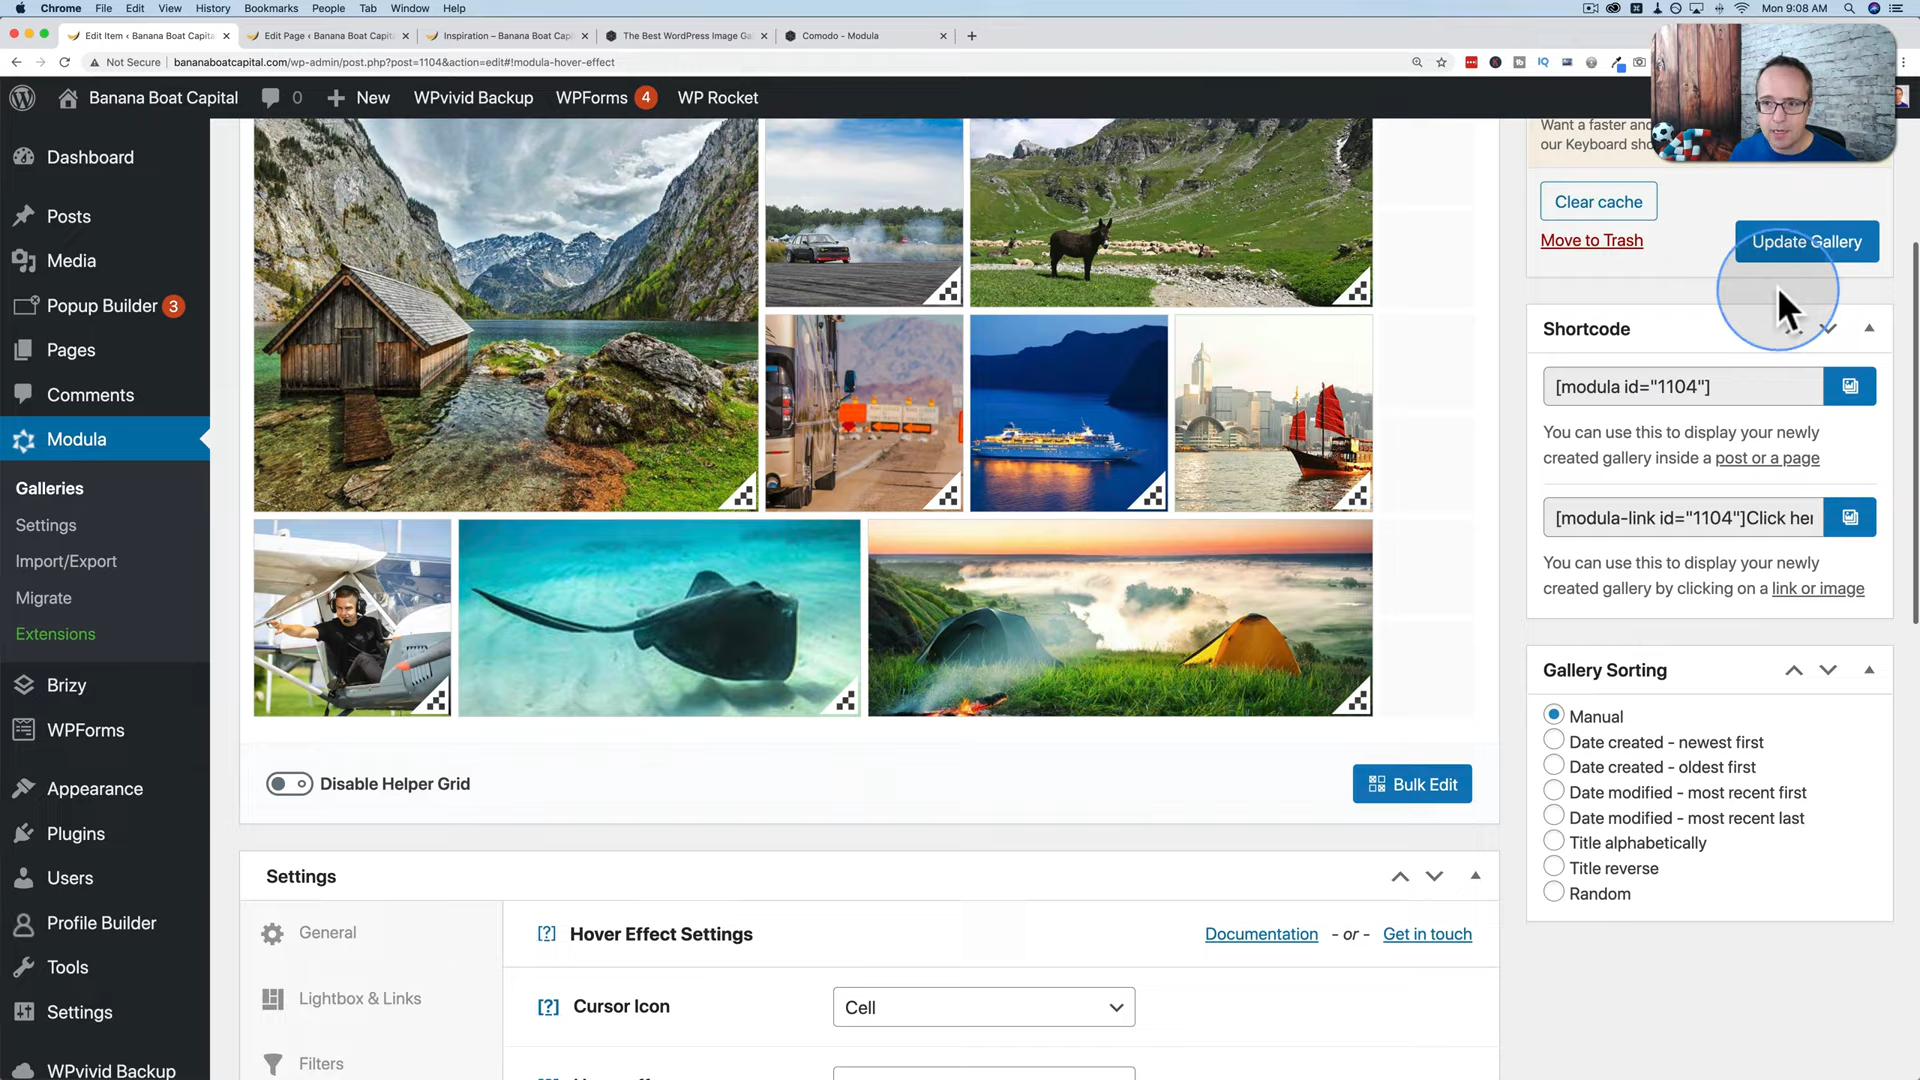 Chrome File Edit View History Bookmarks People Tab Window Help Mon 9:08 AM
Edit Item ‹ Banana Boat Capital Edit Page ‹ Banana Boat Capital Inspiration – Banana Boat Capi The Best WordPress Image Ga Comodo - Modula
Not Secure bananaboatcapital.com/wp-admin/post.php?post=1104&action=edit#!modula-hover-effect
Banana Boat Capital 0 New WPvivid Backup WPForms 4 WP Rocket
Dashboard
Posts
Media
Popup Builder 3
Pages
Comments
Modula
Galleries
Settings
Import/Export
Migrate
Extensions
Brizy
WPForms
Appearance
Plugins
Users
Profile Builder
Tools
Settings
WPvivid Backup
Disable Helper Grid
Bulk Edit
Settings
General
Lightbox & Links
Filters
[?] Hover Effect Settings
Documentation - or - Get in touch
[?] Cursor Icon
Cell
Want a faster and
our Keyboard sho
Clear cache
Move to Trash
Update Gallery
Shortcode
[modula id="1104"]
You can use this to display your newly
created gallery inside a post or a page
[modula-link id="1104"]Click her
You can use this to display your newly
created gallery by clicking on a link or image
Gallery Sorting
Manual
Date created - newest first
Date created - oldest first
Date modified - most recent first
Date modified - most recent last
Title alphabetically
Title reverse
Random